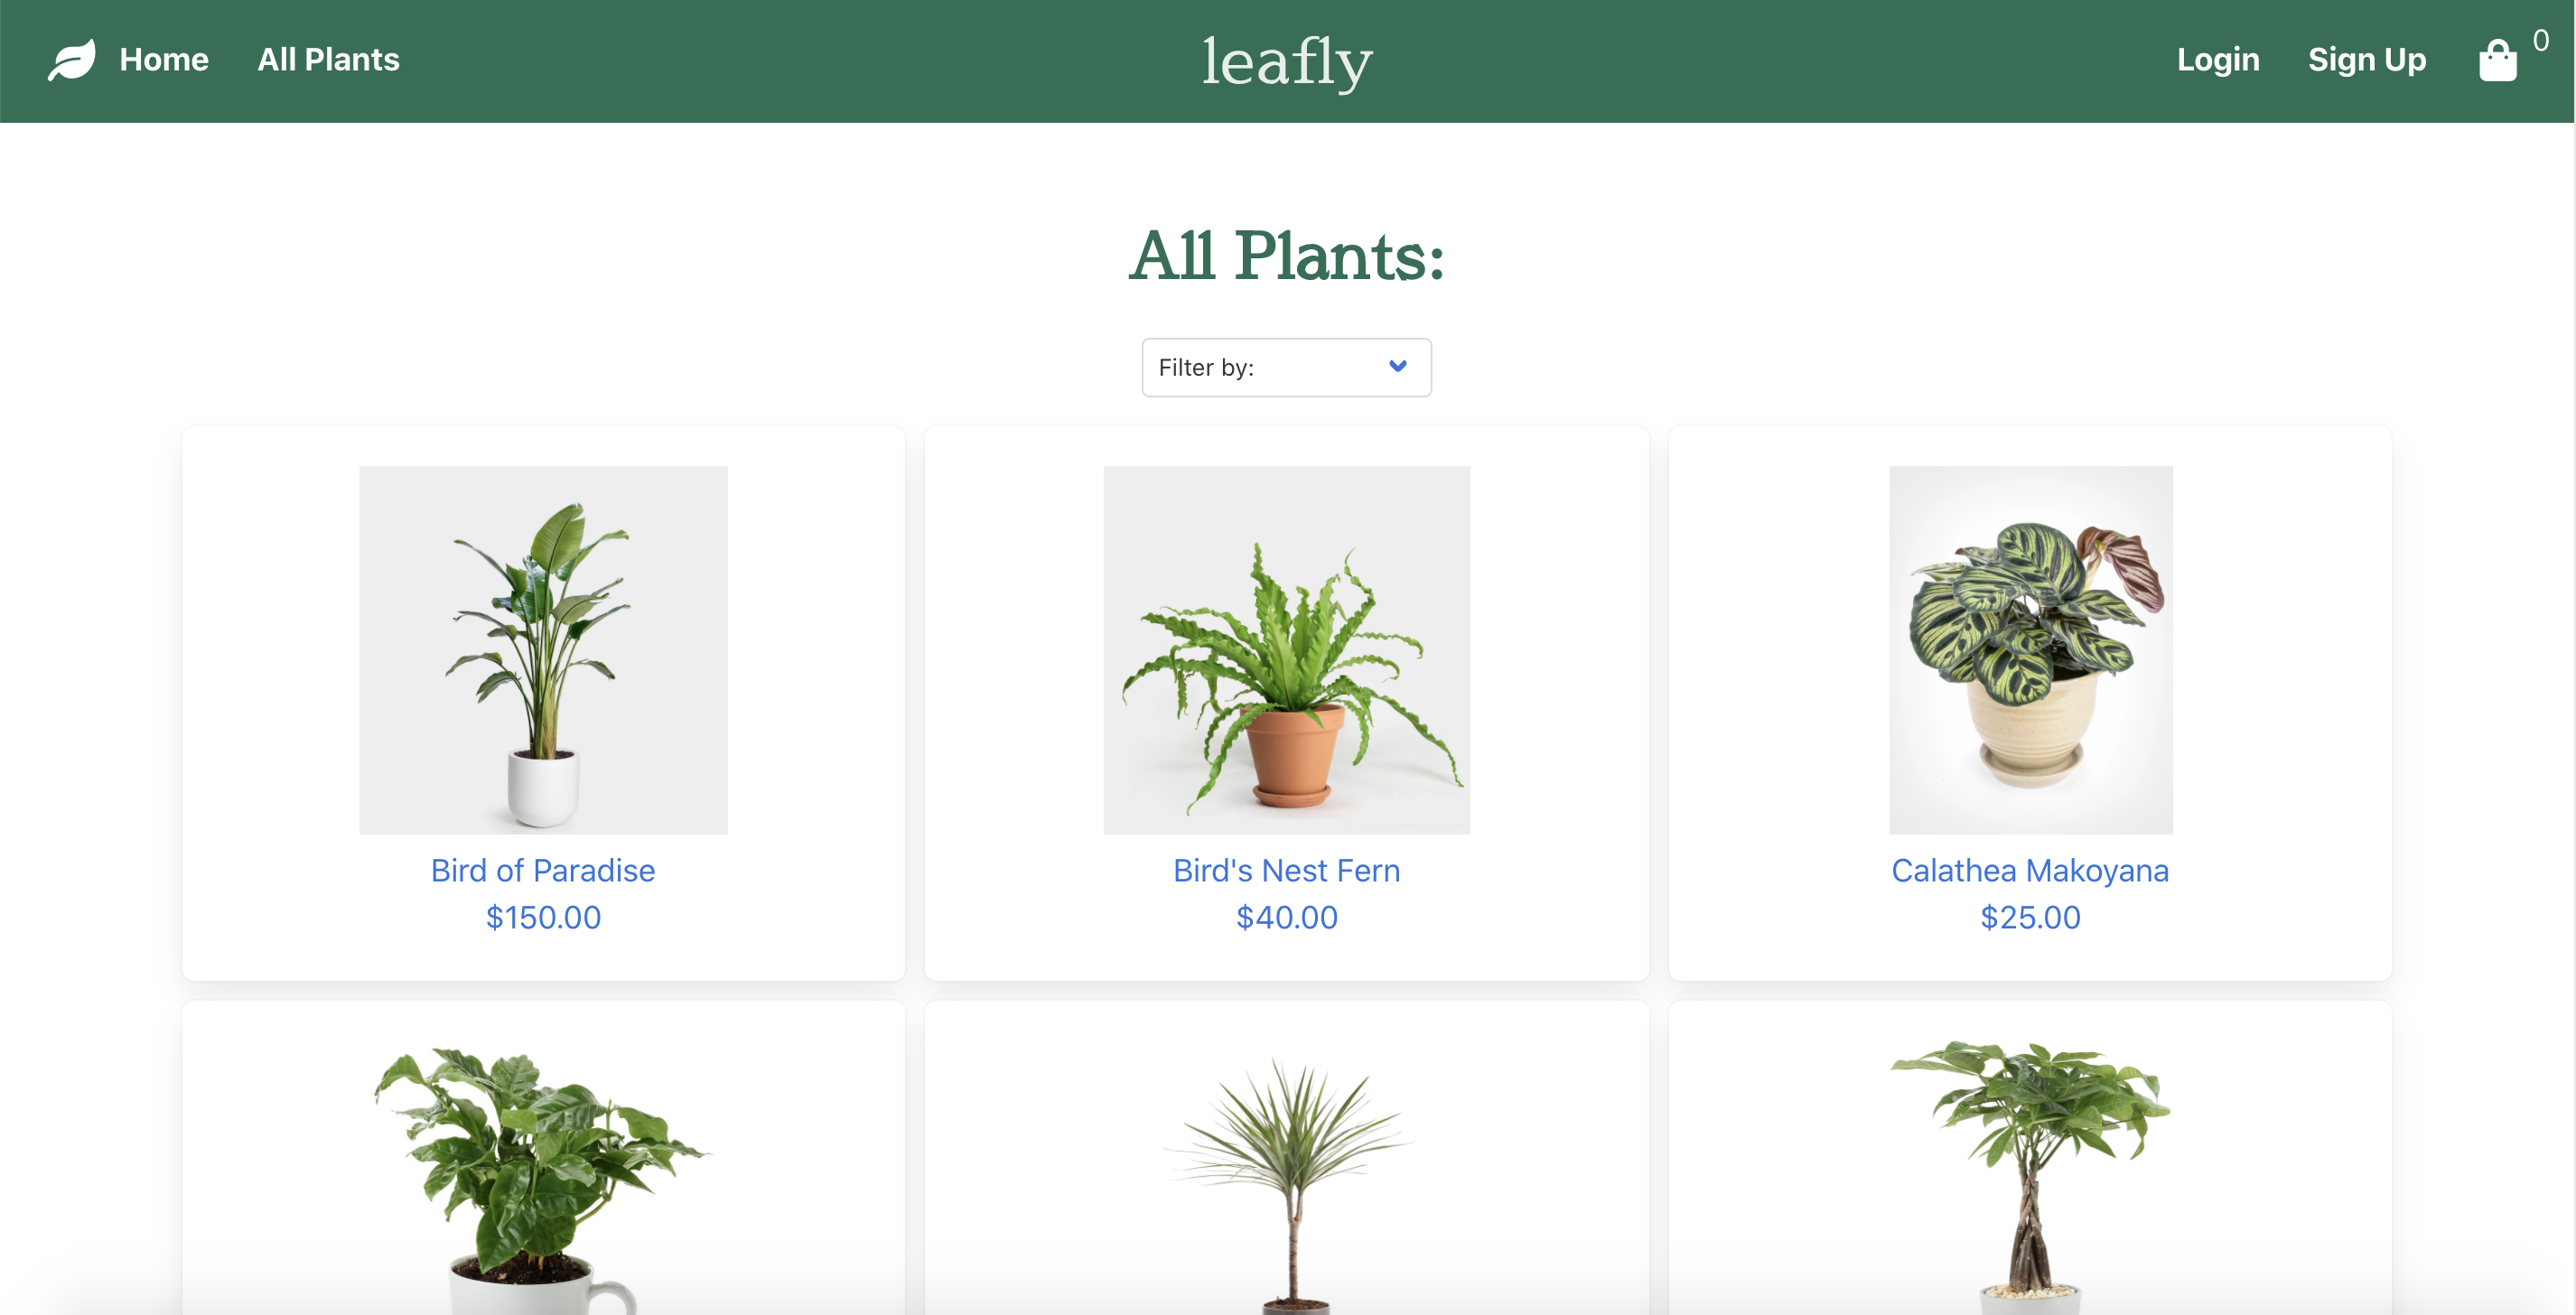 Home All Plants leafly Login Sign Up 0
All Plants:
Filter by:
Bird of Paradise
$150.00
Bird's Nest Fern
$40.00
Calathea Makoyana
$25.00